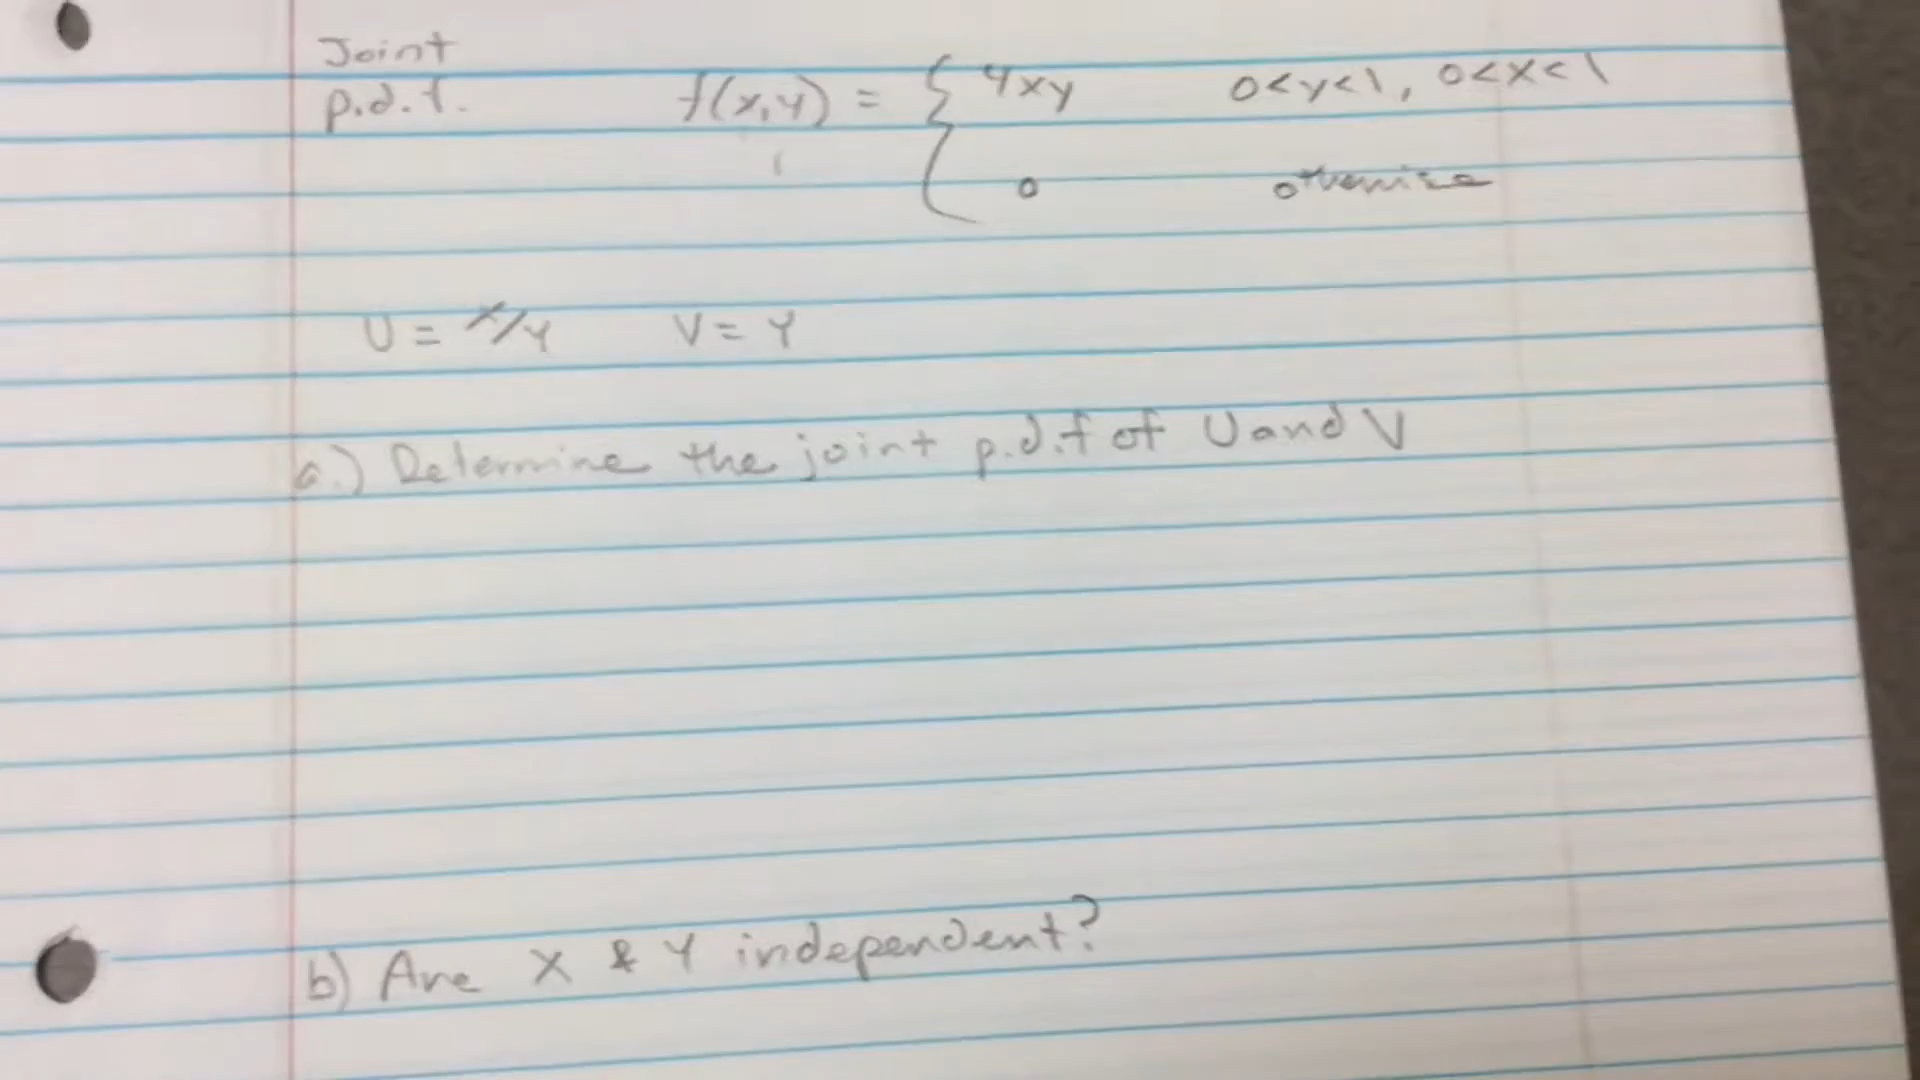 Joint
p.d.f. f(x,y) = { 4xy 0<y<1, 0<x<1
0 otherwise
U = X/Y V = Y
a.) Determine the joint p.d.f of U and V
b) Are X & Y independent?